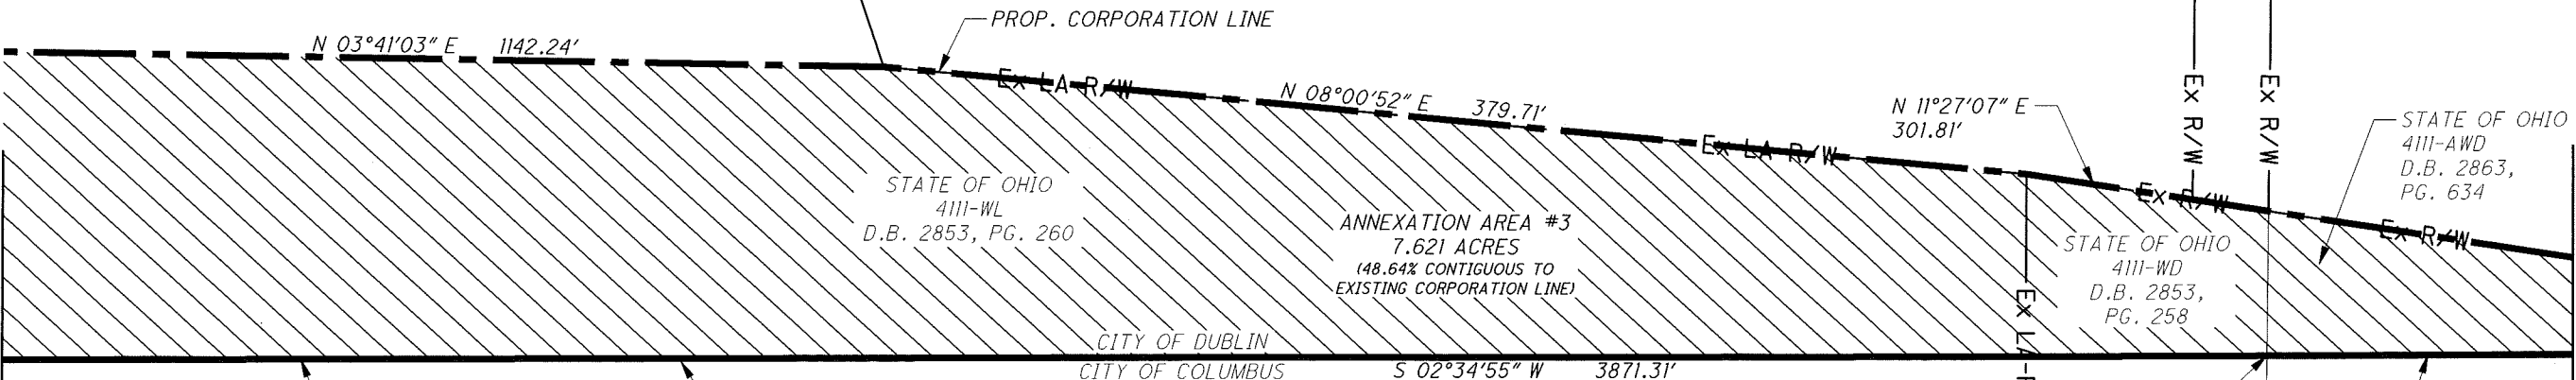 PROP. CORPORATION LINE
N 03°41'03" E 1142.24'
Ex LA R/W
N 08°00'52" E 379.71'
Ex LA R/W
N 11°27'07" E
301.81'
Ex R/W
Ex R/W
STATE OF OHIO
4111-AWD
D.B. 2863,
PG. 634
Ex R/W
Ex R/W
STATE OF OHIO
4111-WL
D.B. 2853, PG. 260
ANNEXATION AREA #3
7.621 ACRES
(48.64% CONTIGUOUS TO
EXISTING CORPORATION LINE)
STATE OF OHIO
4111-WD
D.B. 2853,
PG. 258
Ex LA
CITY OF DUBLIN
CITY OF COLUMBUS
S 02°34'55" W 3871.31'